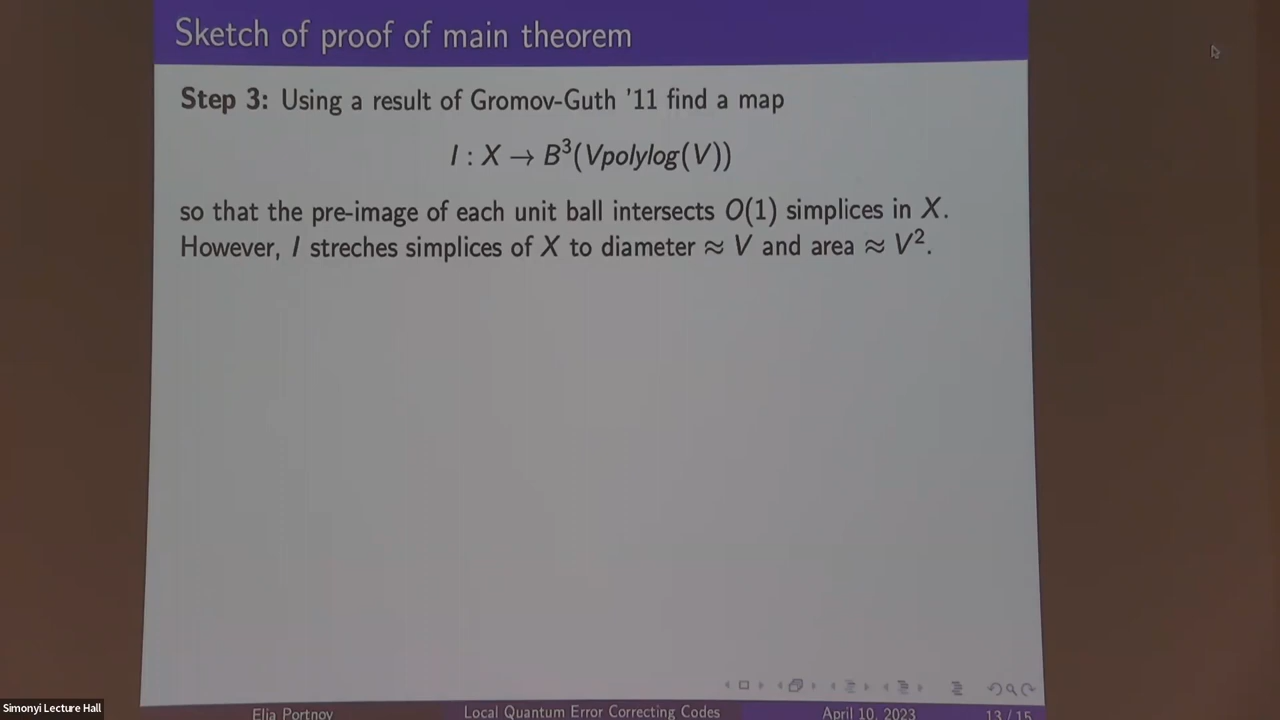 Sketch of proof of main theorem
Step 3: Using a result of Gromov-Guth '11 find a map
I : X → B³(Vpolylog(V))
so that the pre-image of each unit ball intersects O(1) simplices in X.
However, I streches simplices of X to diameter ≈ V and area ≈ V².
Simonyi Lecture Hall
Elia Portnoy Local Quantum Error Correcting Codes April 10, 2023 13 / 15